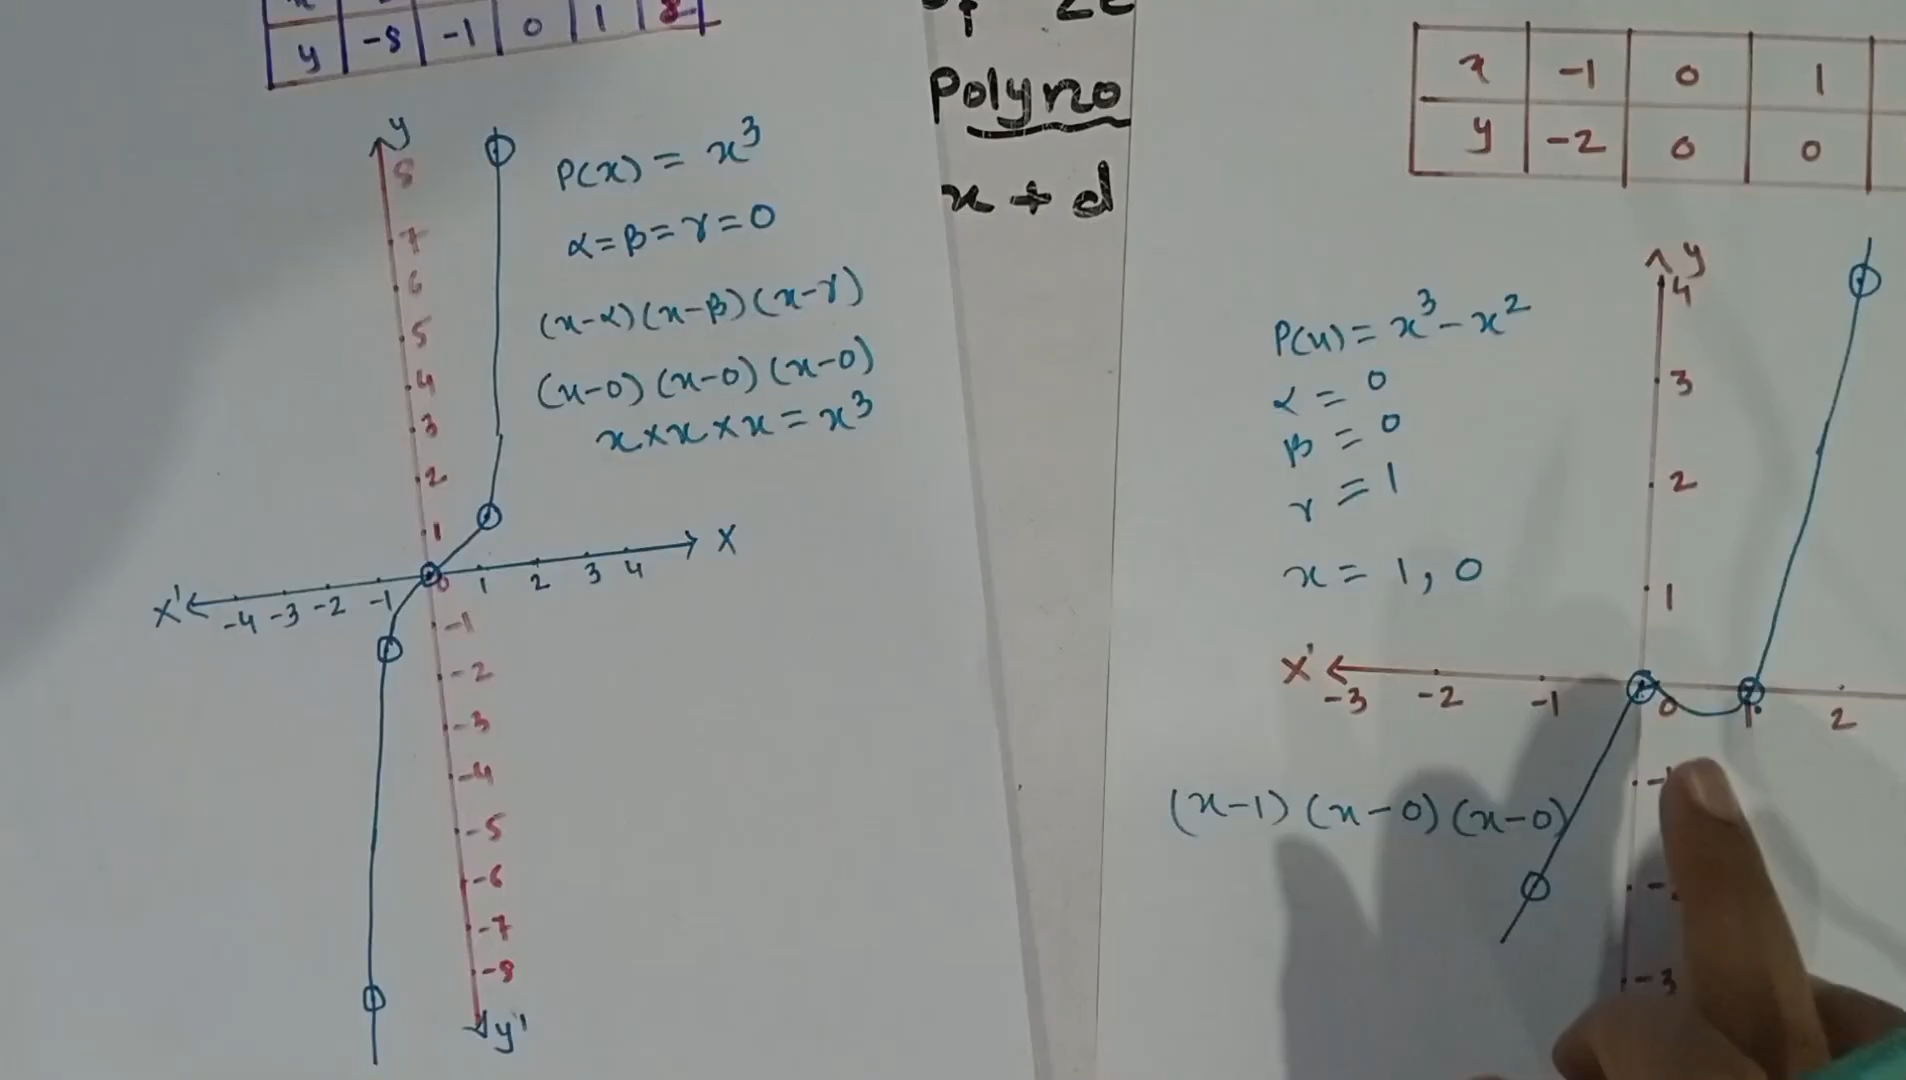 y -8 -1 0 1 8
Polyno
x + d
x -1 0 1
y -2 0 0
y
8
7
6
5
4
3
2
1
X' -4 -3 -2 -1 0 1 2 3 4 X
-1
-2
-3
-4
-5
-6
-7
-8
y'
P(x) = x³
α=β=γ=0
(x-α)(x-β)(x-γ)
(x-0)(x-0)(x-0)
x×x×x = x³
P(x) = x³-x²
α = 0
β = 0
γ = 1
x = 1, 0
y
4
3
2
1
X' -3 -2 -1 0 1 2
(x-1)(x-0)(x-0)
-3